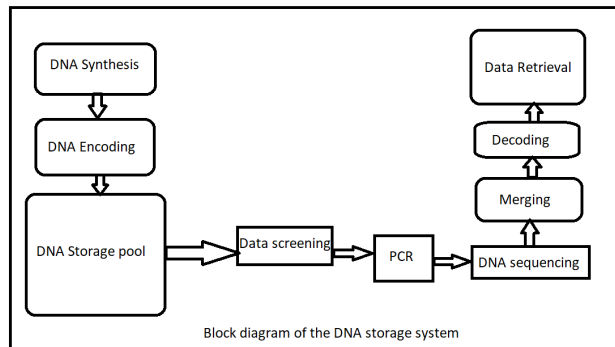 DNA Synthesis
DNA Encoding
DNA Storage pool
Data screening
PCR
DNA sequencing
Merging
Decoding
Data Retrieval
Block diagram of the DNA storage system